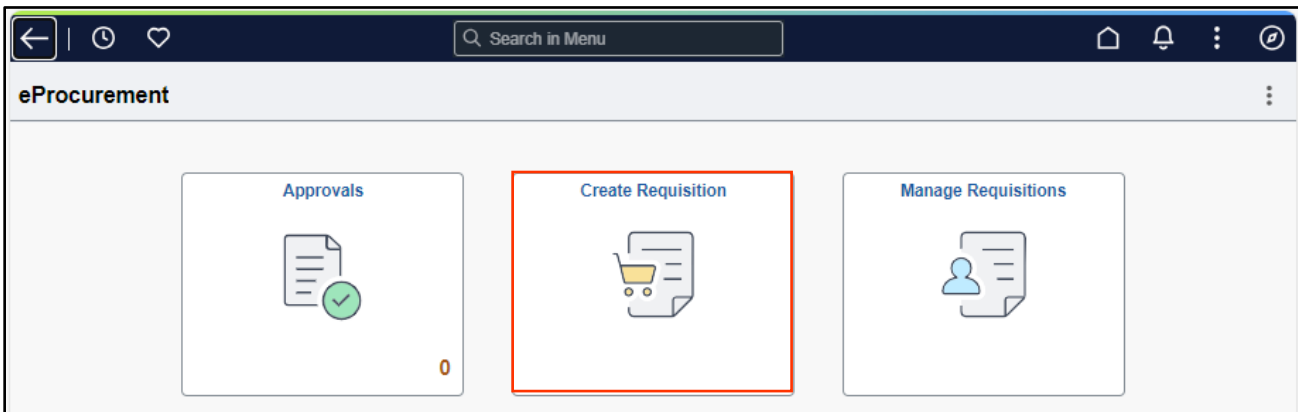 Search in Menu
eProcurement
Approvals
Create Requisition
Manage Requisitions
0